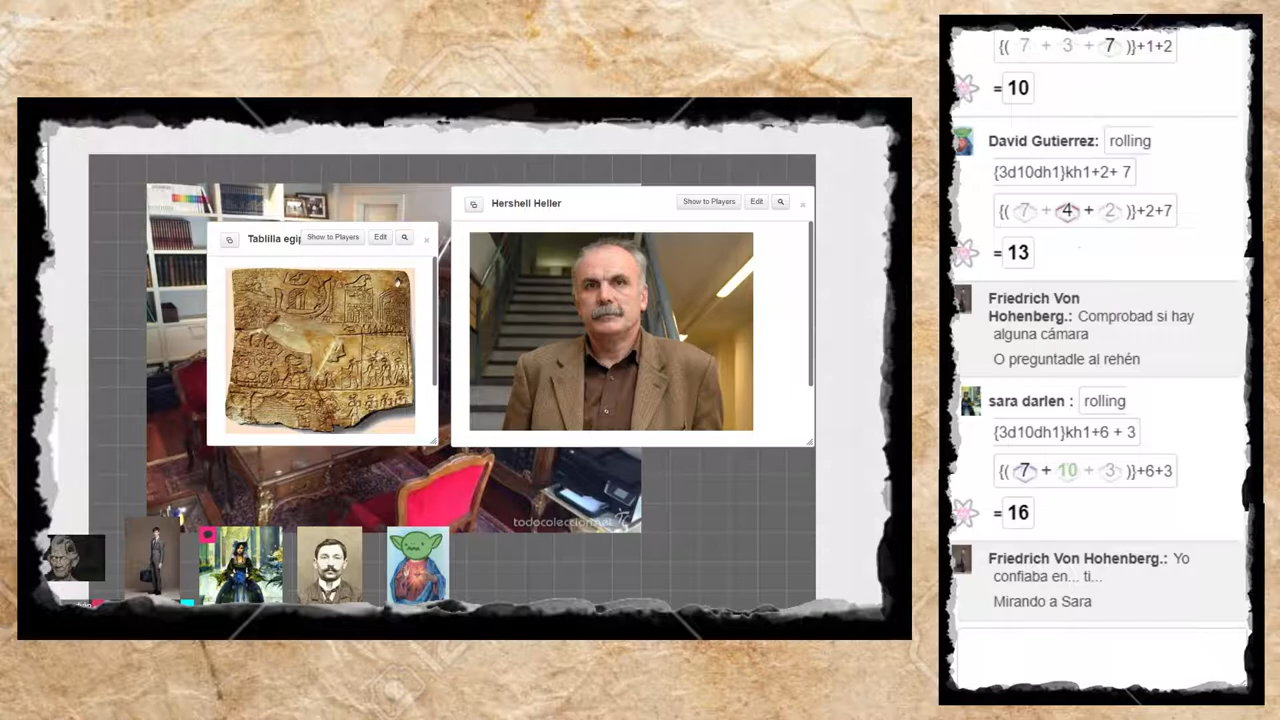 Hershell Heller
Show to Players
Edit
Tablilla egip
Show to Players
Edit
todocoleccion.net
{( 7 + 3 + 7 )}+1+2
= 10
David Gutierrez: rolling
{3d10dh1}kh1+2+ 7
{( 7 + 4 + 2 )}+2+7
= 13
Friedrich Von
Hohenberg.: Comprobad si hay
alguna cámara
O preguntadle al rehén
sara darlen : rolling
{3d10dh1}kh1+6 + 3
{( 7 + 10 + 3 )}+6+3
= 16
Friedrich Von Hohenberg.: Yo
confiaba en... ti...
Mirando a Sara